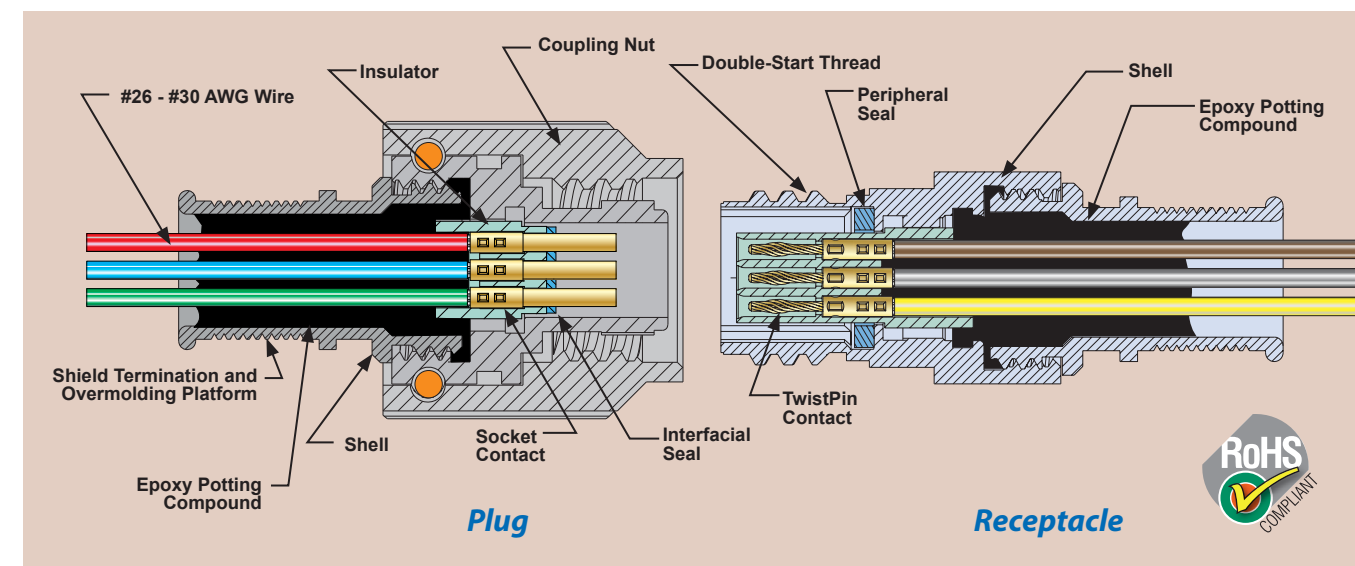 Coupling Nut
Insulator
#26 - #30 AWG Wire
Double-Start Thread
Peripheral
Seal
Shell
Epoxy Potting
Compound
Shield Termination and
Overmolding Platform
Shell
Socket
Contact
Interfacial
Seal
Epoxy Potting
Compound
Plug
TwistPin
Contact
Receptacle
RoHS
COMPLIANT